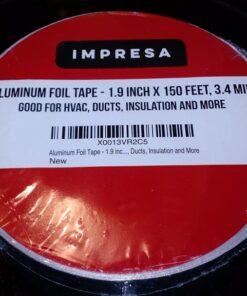 IMPRESA
ALUMINUM FOIL TAPE - 1.9 INCH X 150 FEET, 3.4 MI
GOOD FOR HVAC, DUCTS, INSULATION AND MORE
X0013VR2C5
Aluminum Foil Tape - 1.9 inc... Ducts, Insulation and More
New